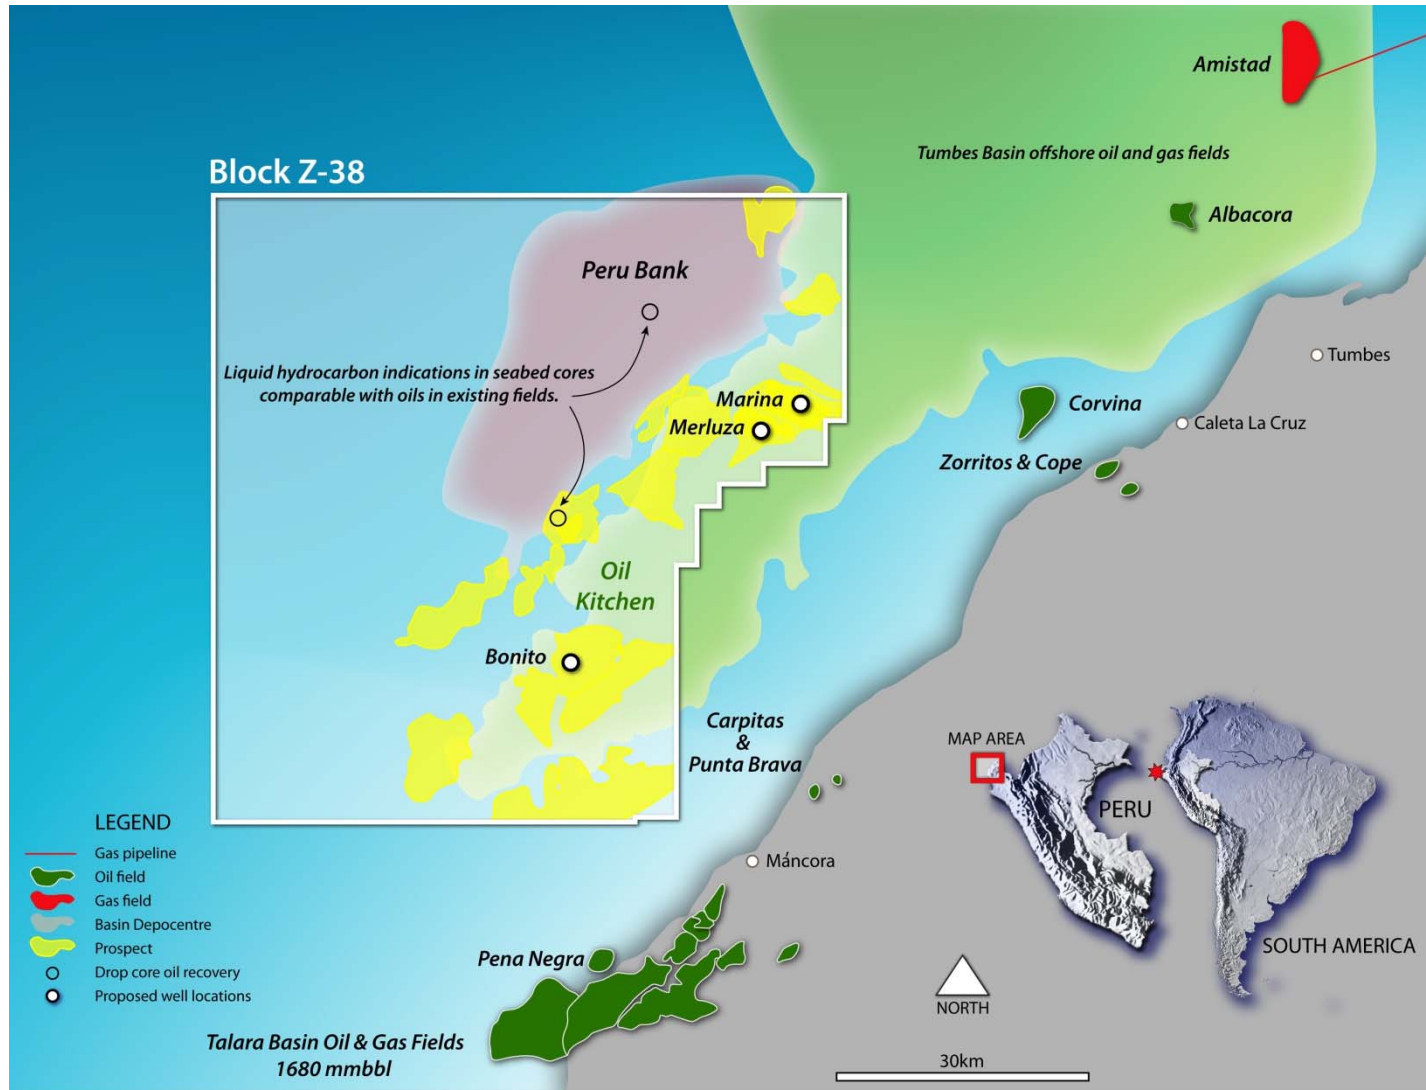 Amistad
Tumbes Basin offshore oil and gas fields
Block Z-38
Albacora
Peru Bank
Tumbes
Liquid hydrocarbon indications in seabed cores
comparable with oils in existing fields.
Marina
Corvina
Merluza
Caleta La Cruz
Zorritos & Cope
Oil
Kitchen
Bonito
Carpitas
&
Punta Brava
MAP AREA
PERU
SOUTH AMERICA
LEGEND
Gas pipeline
Oil field
Gas field
Basin Depocentre
Prospect
Drop core oil recovery
Proposed well locations
Máncora
Pena Negra
NORTH
Talara Basin Oil & Gas Fields
1680 mmbbl
30km